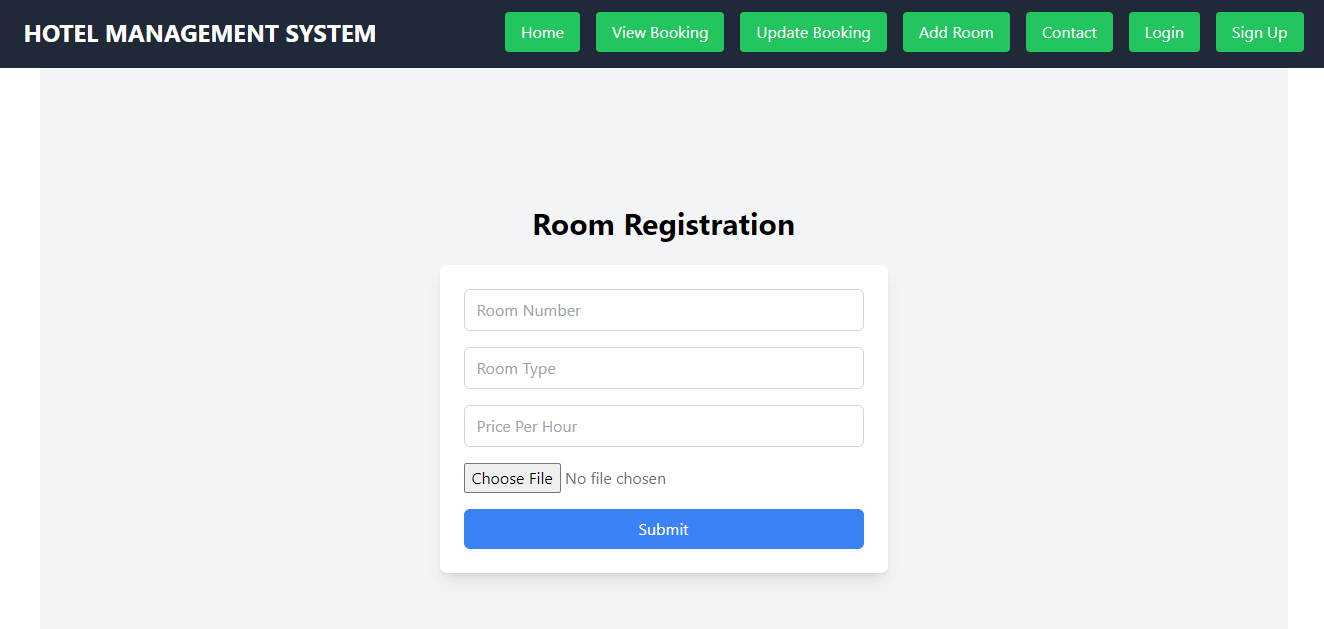 HOTEL MANAGEMENT SYSTEM
Home View Booking Update Booking Add Room Contact Login Sign Up
Room Registration
Room Number
Room Type
Price Per Hour
Choose File No file chosen
Submit